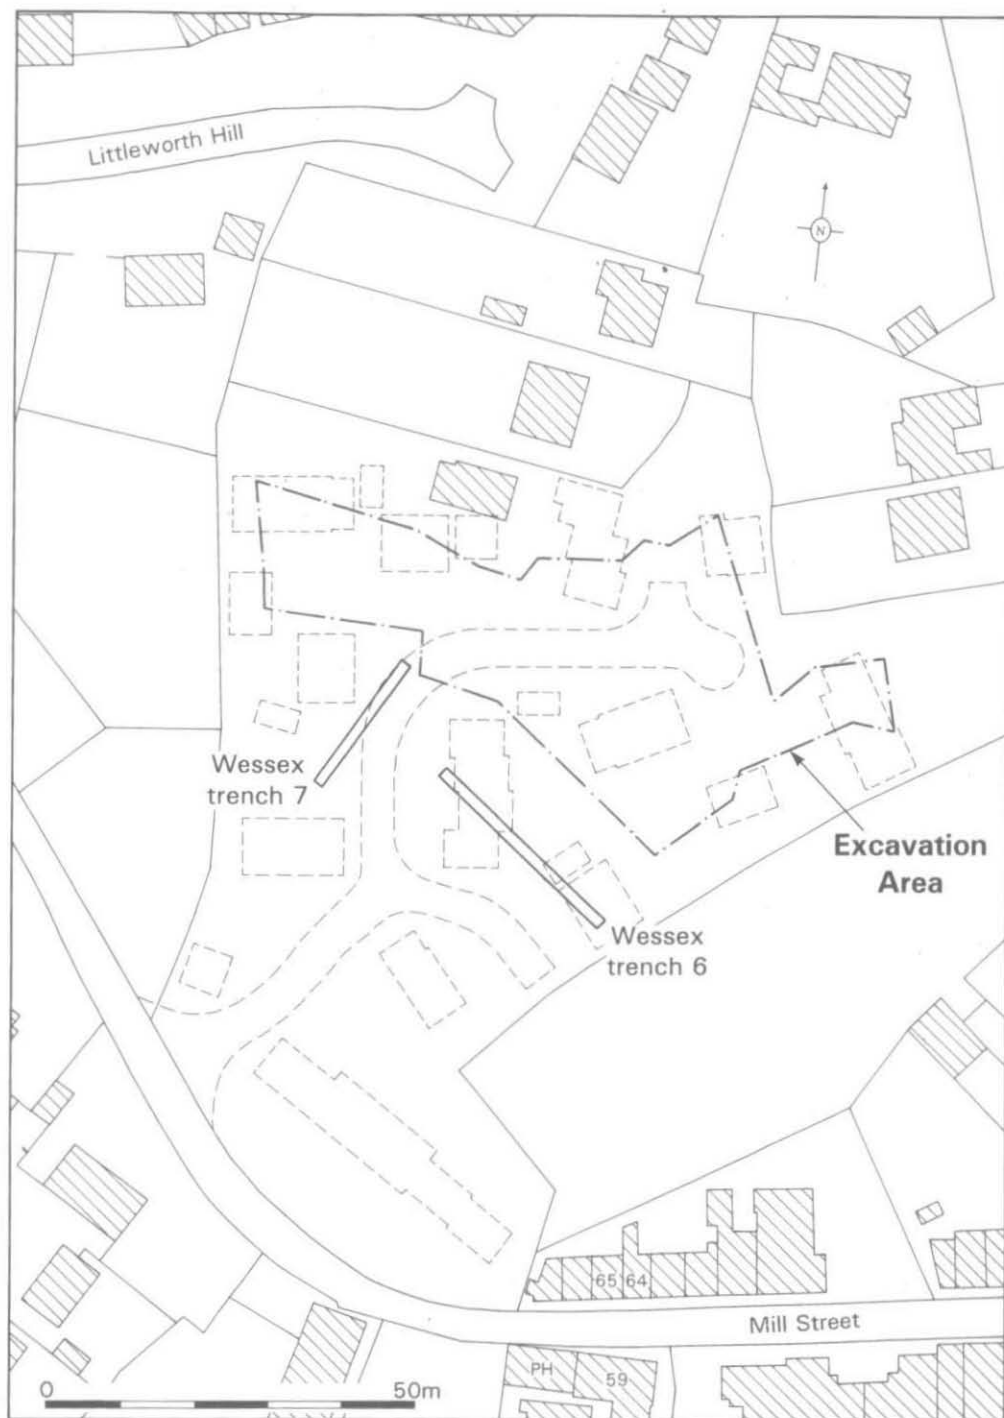 Littleworth Hill
N
Wessex
trench 7
Excavation
Area
Wessex
trench 6
65 64
Mill Street
PH
59
0
50m